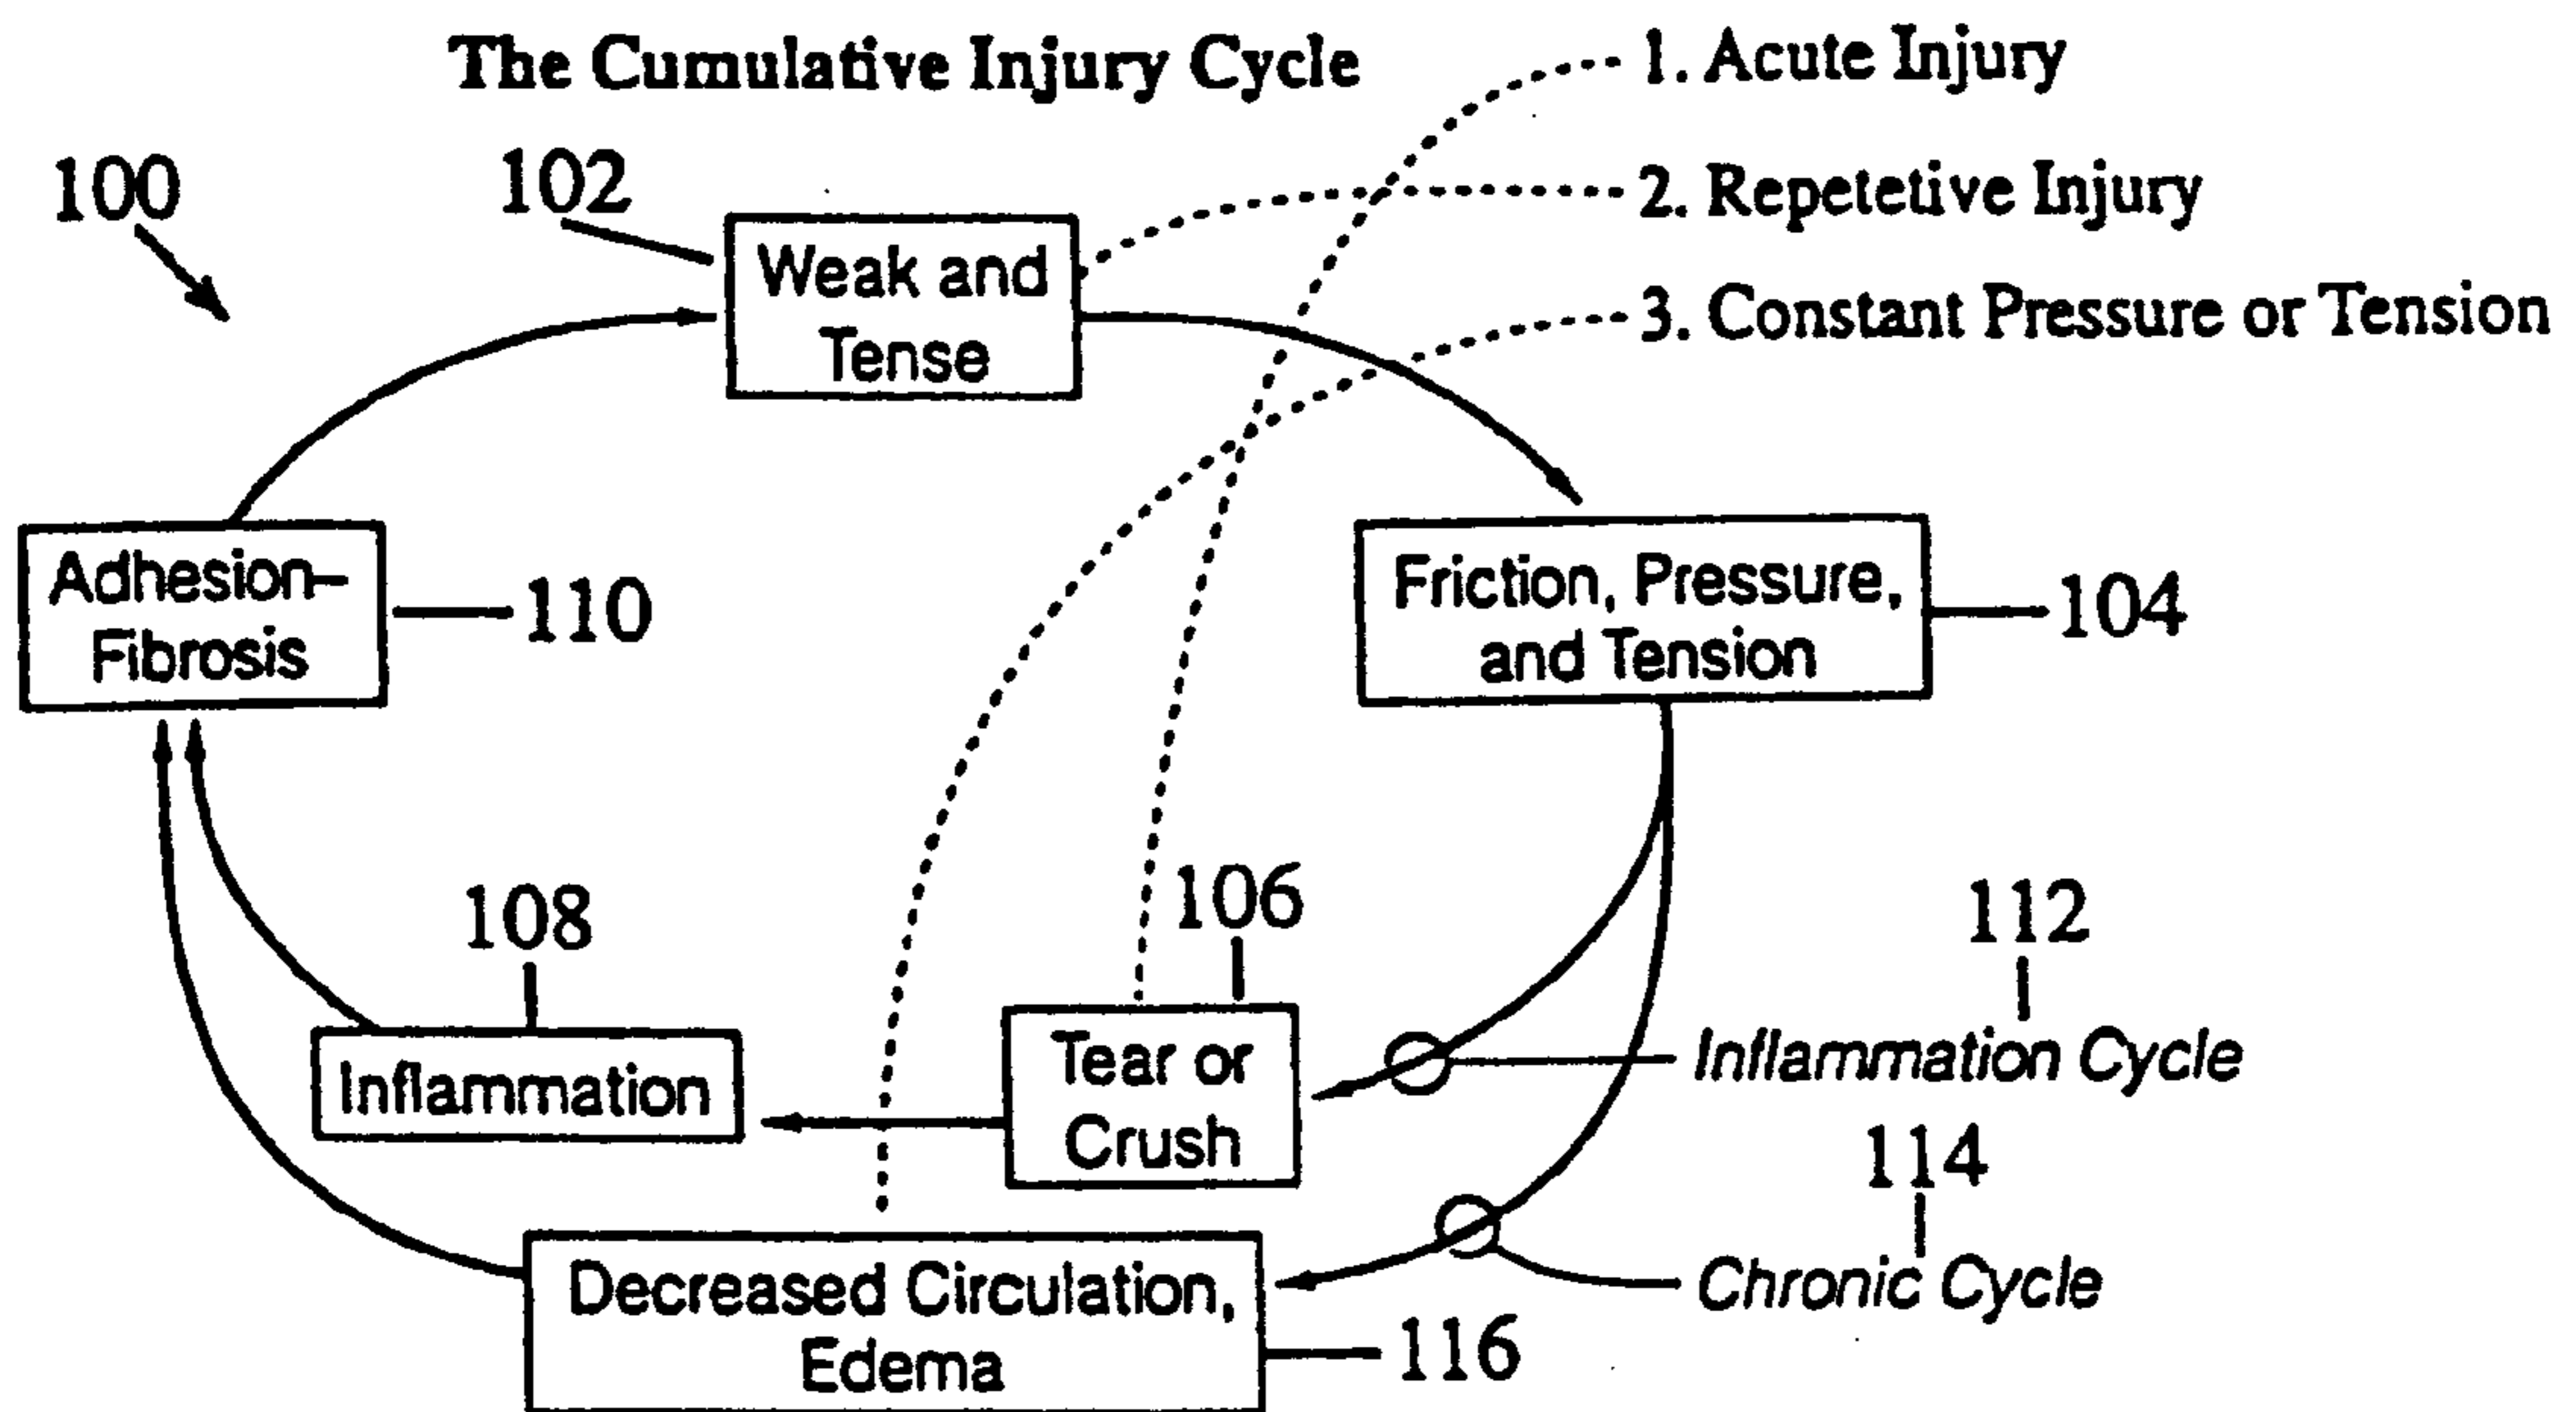 The Cumulative Injury Cycle
1. Acute Injury
2. Repetetive Injury
3. Constant Pressure or Tension
100
102
Weak and
Tense
Adhesion–
Fibrosis
110
Friction, Pressure,
and Tension
104
108
Inflammation
106
Tear or
Crush
112
Inflammation Cycle
114
Chronic Cycle
Decreased Circulation,
Edema
116